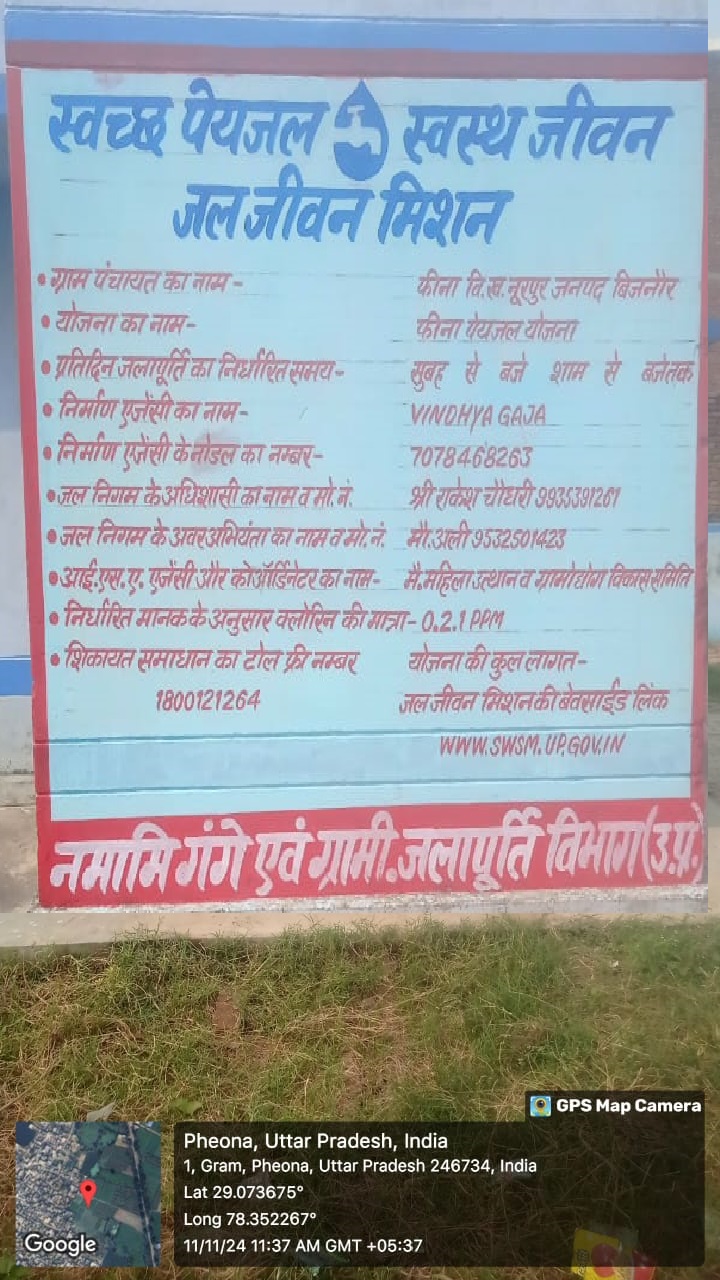 स्वच्छ पेयजल स्वस्थ जीवन
जल जीवन मिशन
• ग्राम पंचायत का नाम - फीना वि.ख. नूरपुर जनपद बिजनौर
• योजना का नाम- फीना पेयजल योजना
• प्रतिदिन जलापूर्ति का निर्धारित समय- सुबह से बजे शाम से बजेतक
• निर्माण एजेंसी का नाम- VINDHYA GAJA
• निर्माण एजेंसी के नोडल का नम्बर- 7078468263
• जल निगम के अधिशासी का नाम व मो. नं. श्री राकेश चौधरी 9935391261
• जल निगम के अवर अभियंता का नाम व मो. नं. मौ. अली 9532501423
• आई.एस.ए. एजेंसी और कोऑर्डिनेटर का नाम- मै. महिला उत्थान व ग्रामोद्योग विकास समिति
• निर्धारित मानक के अनुसार क्लोरिन की मात्रा- 0.2.1 PPM
• शिकायत समाधान का टोल फ्री नम्बर योजना की कुल लागत-
1800121264 जल जीवन मिशन की बेवसाईड लिंक
WWW.SWSM.UP.GOV.IN
नमामि गंगे एवं ग्रामी. जलापूर्ति विभाग (उ.प्र.)
GPS Map Camera
Pheona, Uttar Pradesh, India
1, Gram, Pheona, Uttar Pradesh 246734, India
Lat 29.073675°
Long 78.352267°
11/11/24 11:37 AM GMT +05:37
Google